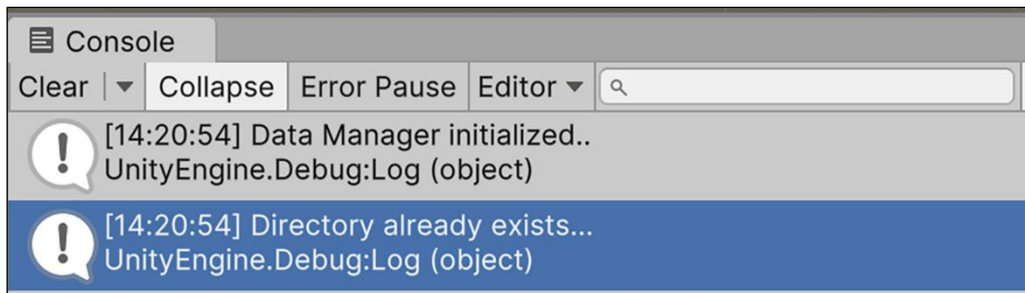 Console
Clear Collapse Error Pause Editor
[14:20:54] Data Manager initialized..
UnityEngine.Debug:Log (object)
[14:20:54] Directory already exists...
UnityEngine.Debug:Log (object)